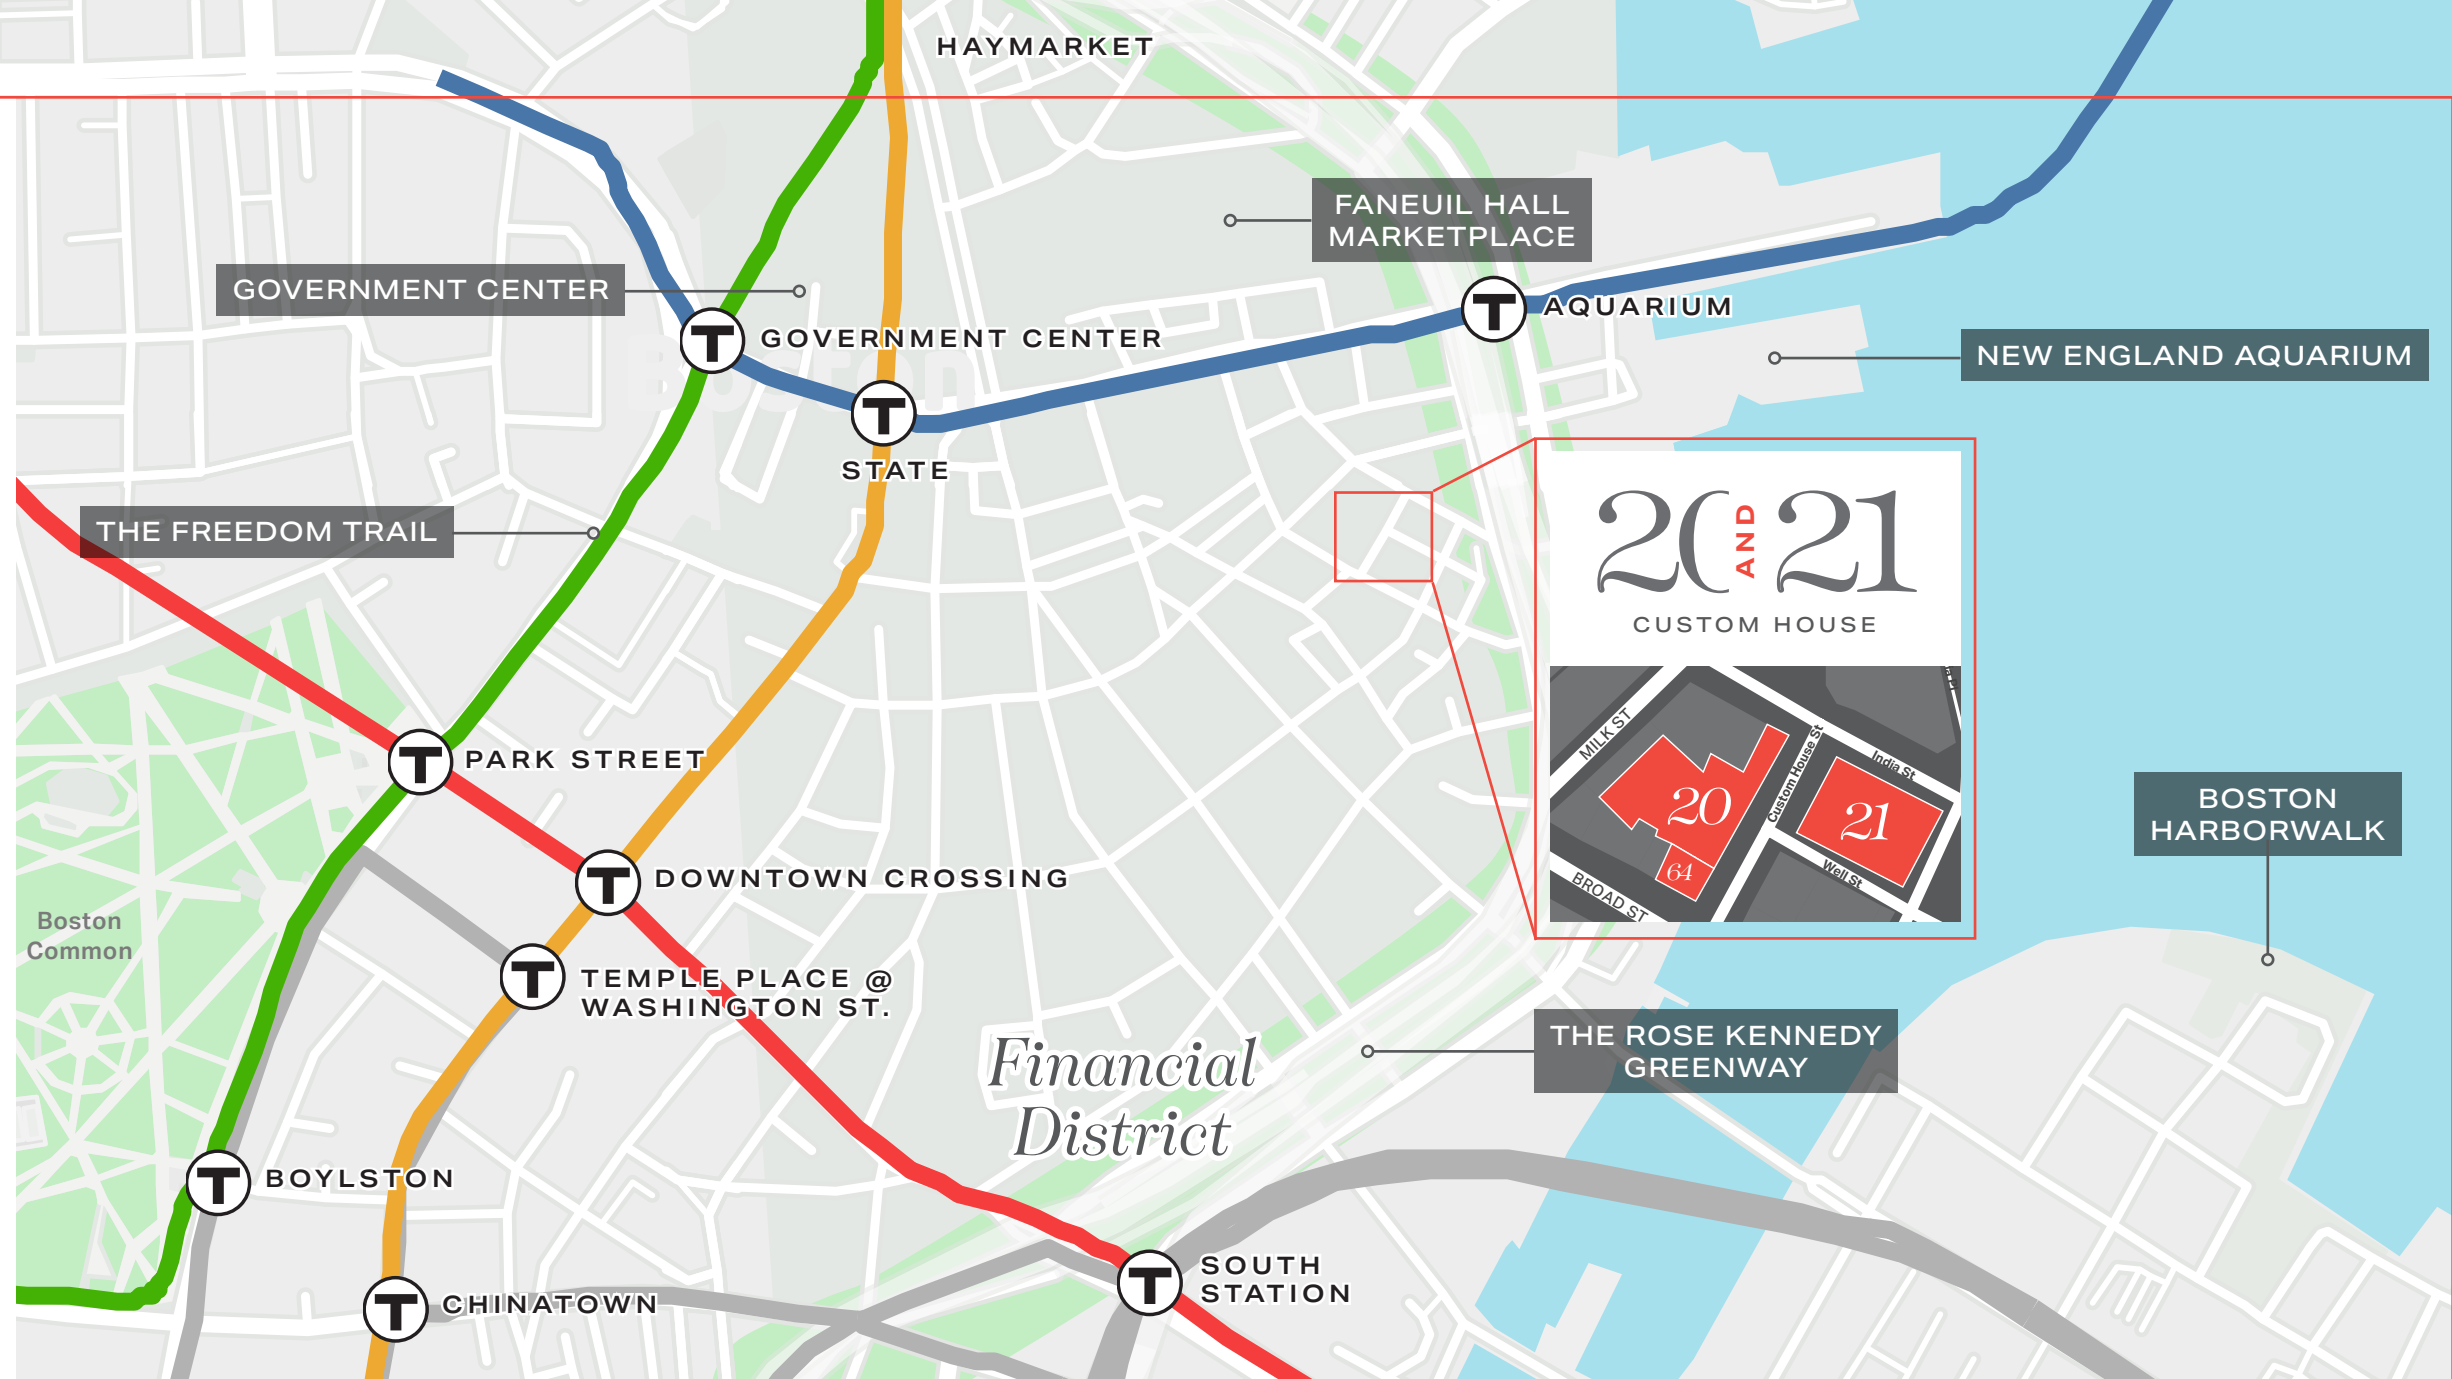 HAYMARKET
FANEUIL HALL
MARKETPLACE
GOVERNMENT CENTER
AQUARIUM
GOVERNMENT CENTER
Boston
NEW ENGLAND AQUARIUM
STATE
THE FREEDOM TRAIL
20 AND 21
CUSTOM HOUSE
MILK ST
Custom House St
India St
20
21
64
Well St
BROAD ST
PARK STREET
BOSTON
HARBORWALK
DOWNTOWN CROSSING
Boston
Common
TEMPLE PLACE @
WASHINGTON ST.
THE ROSE KENNEDY
GREENWAY
Financial
District
BOYLSTON
SOUTH
STATION
CHINATOWN
T
T
T
T
T
T
T
T
T